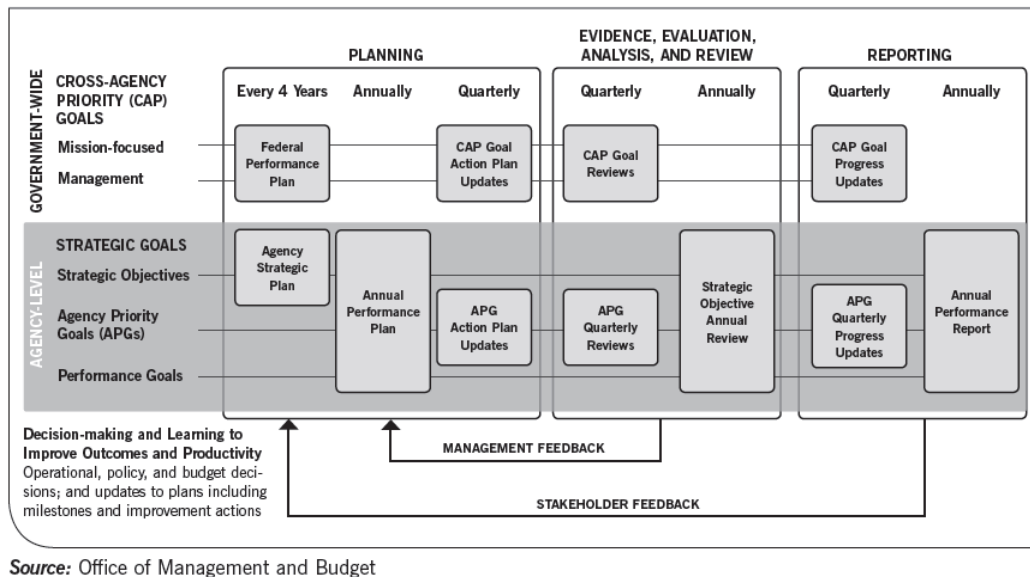 EVIDENCE, EVALUATION,
PLANNING ANALYSIS, AND REVIEW REPORTING
GOVERNMENT-WIDE
CROSS-AGENCY
PRIORITY (CAP)
GOALS
Every 4 Years Annually Quarterly Quarterly Annually Quarterly Annually
Mission-focused
Management
Federal
Performance
Plan
CAP Goal
Action Plan
Updates
CAP Goal
Reviews
CAP Goal
Progress
Updates
AGENCY-LEVEL
STRATEGIC GOALS
Strategic Objectives
Agency Priority
Goals (APGs)
Performance Goals
Agency
Strategic
Plan
Annual
Performance
Plan
APG
Action Plan
Updates
APG
Quarterly
Reviews
Strategic
Objective
Annual
Review
APG
Quarterly
Progress
Updates
Annual
Performance
Report
Decision-making and Learning to
Improve Outcomes and Productivity
Operational, policy, and budget deci-
sions; and updates to plans including
milestones and improvement actions
MANAGEMENT FEEDBACK
STAKEHOLDER FEEDBACK
Source: Office of Management and Budget